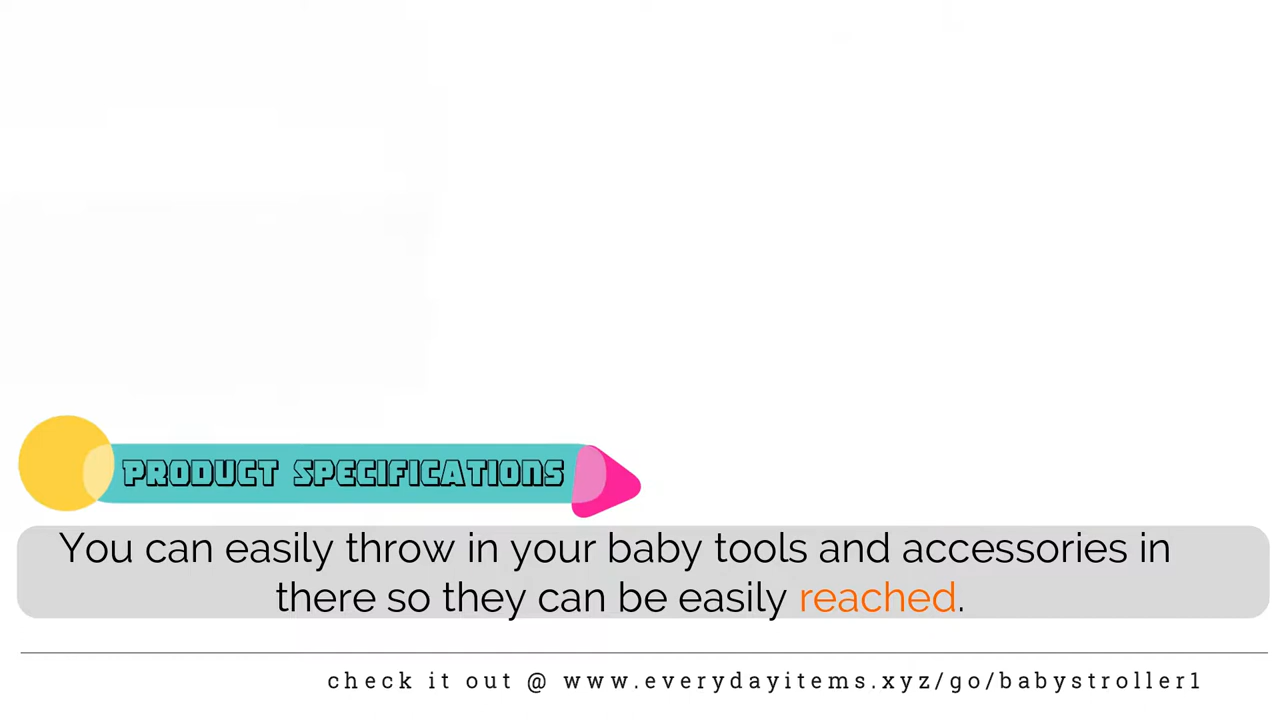 PRODUCT SPECIFICATIONS
You can easily throw in your baby tools and accessories in
there so they can be easily reached.
check it out @ www.everydayitems.xyz/go/babystroller1